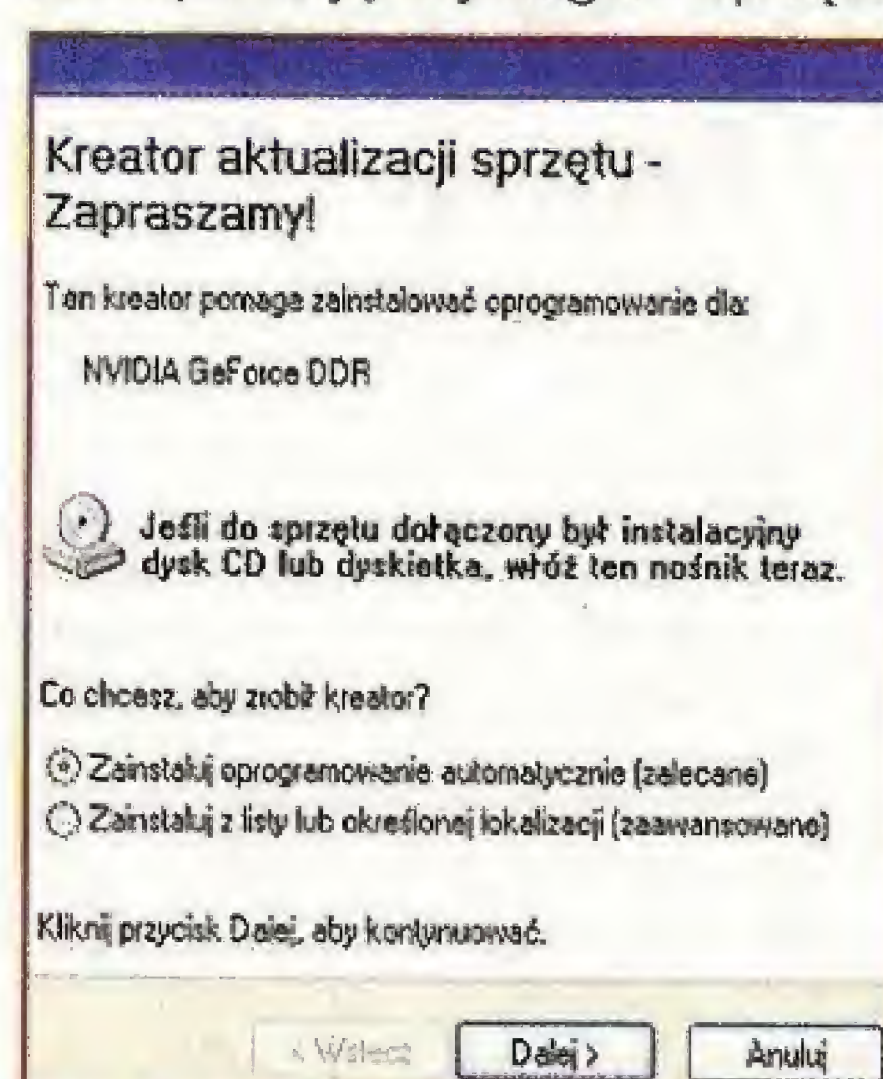 Kreator aktualizacji sprzętu -
Zapraszamy!
Ten kreator pomaga zainstalować oprogramowanie dla:
NVIDIA GeForce DDR
Jeśli do sprzętu dołączony był instalacyjny
dysk CD lub dyskietka, włóż ten nośnik teraz.
Co chcesz, aby zrobił kreator?
Zainstaluj oprogramowanie automatycznie (zalecane)
Zainstaluj z listy lub określonej lokalizacji (zaawansowane)
Kliknij przycisk Dalej, aby kontynuować.
< Wstecz Dalej > Anuluj